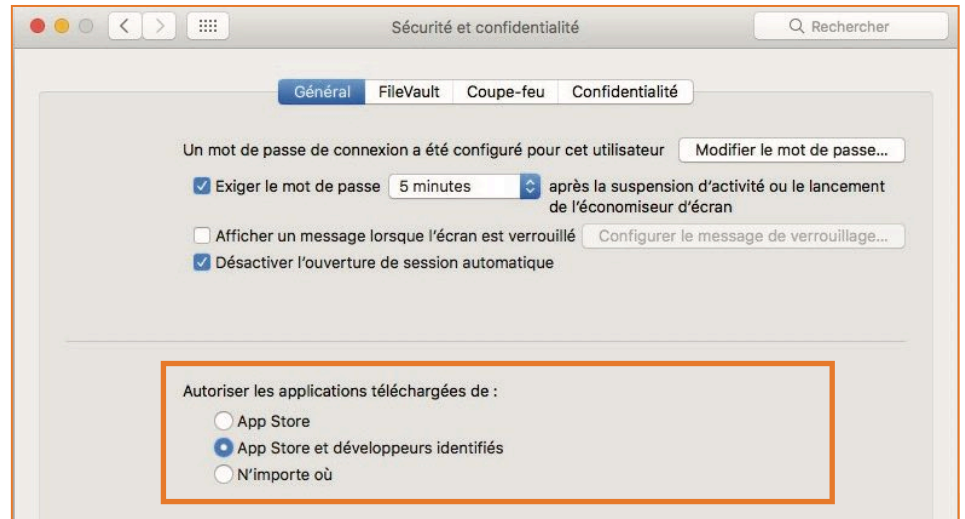 Sécurité et confidentialité
Rechercher
Général FileVault Coupe-feu Confidentialité
Un mot de passe de connexion a été configuré pour cet utilisateur Modifier le mot de passe...
Exiger le mot de passe 5 minutes après la suspension d'activité ou le lancement
de l'économiseur d'écran
Afficher un message lorsque l'écran est verrouillé Configurer le message de verrouillage...
Désactiver l'ouverture de session automatique
Autoriser les applications téléchargées de :
App Store
App Store et développeurs identifiés
N'importe où